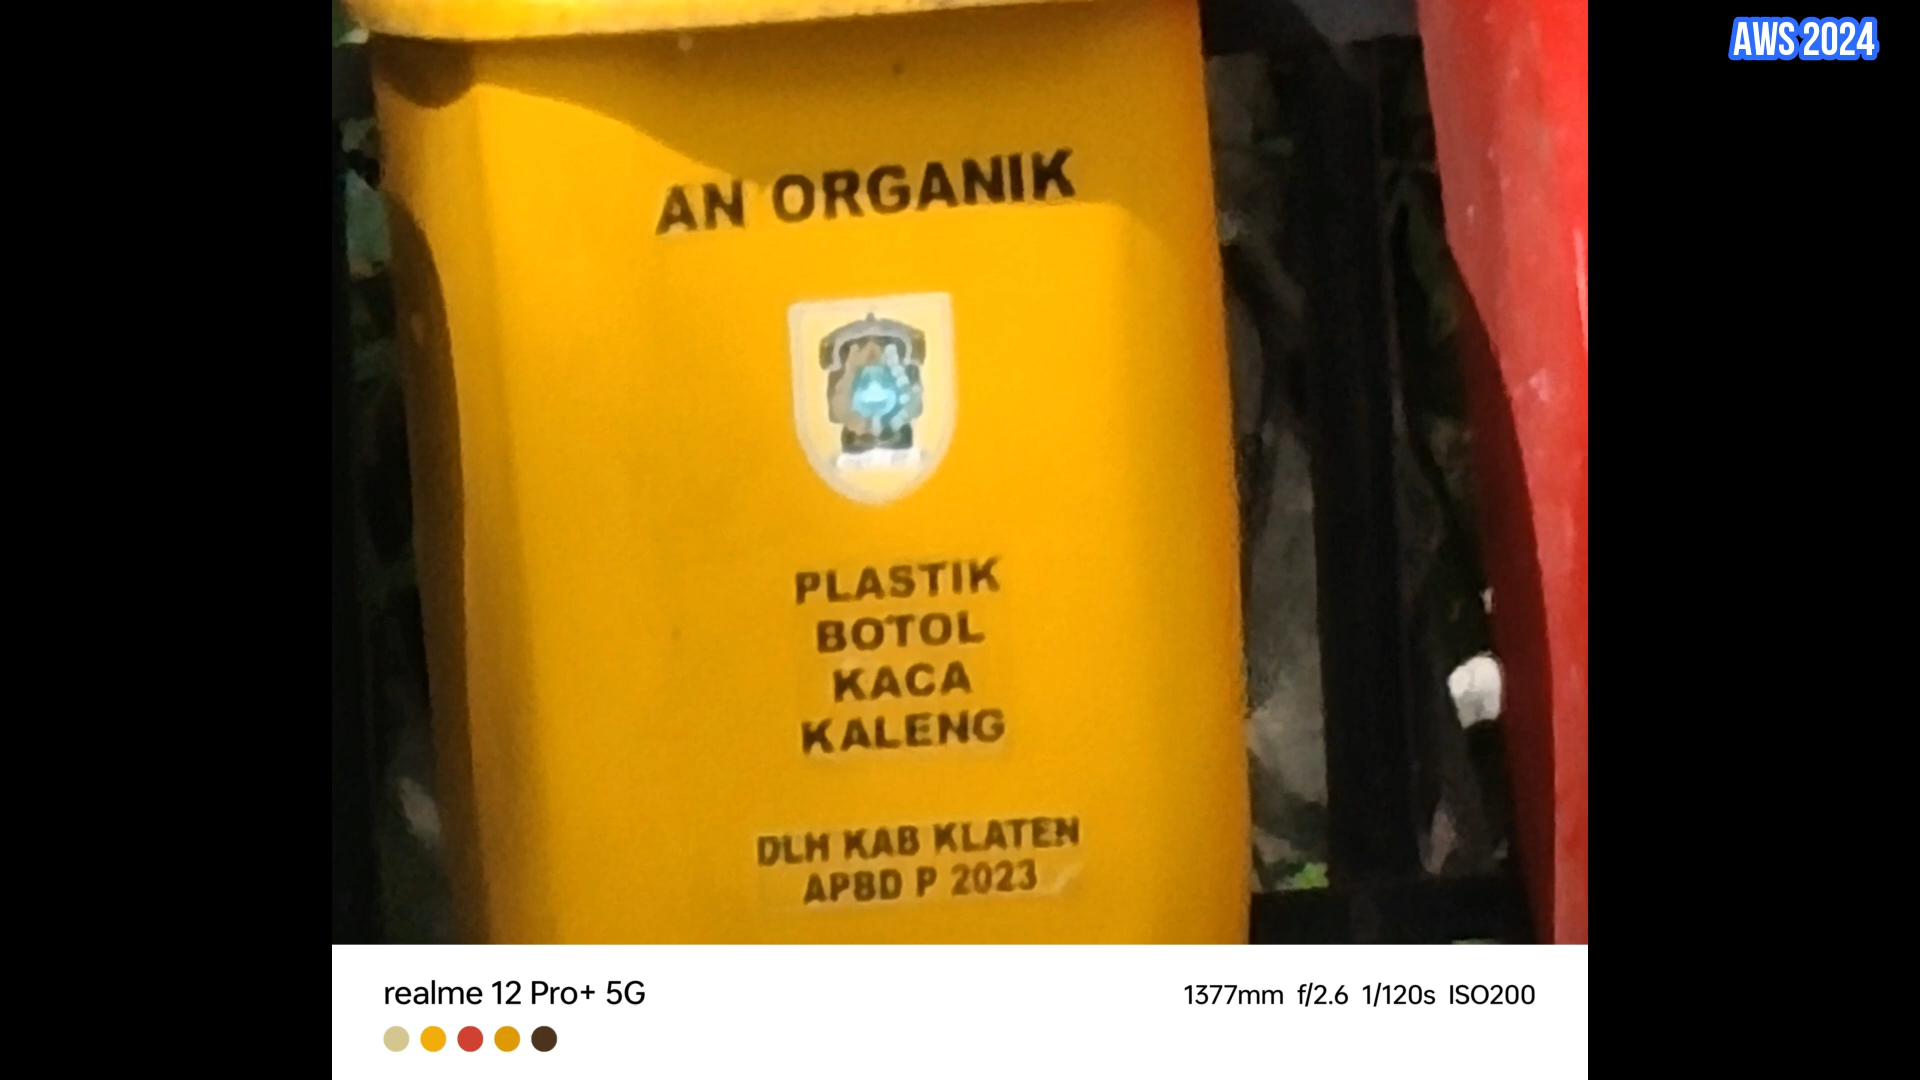 AWS 2024
AN ORGANIK
PLASTIK
BOTOL
KACA
KALENG
DLH KAB KLATEN
APBD P 2023
realme 12 Pro+ 5G
1377mm f/2.6 1/120s ISO200